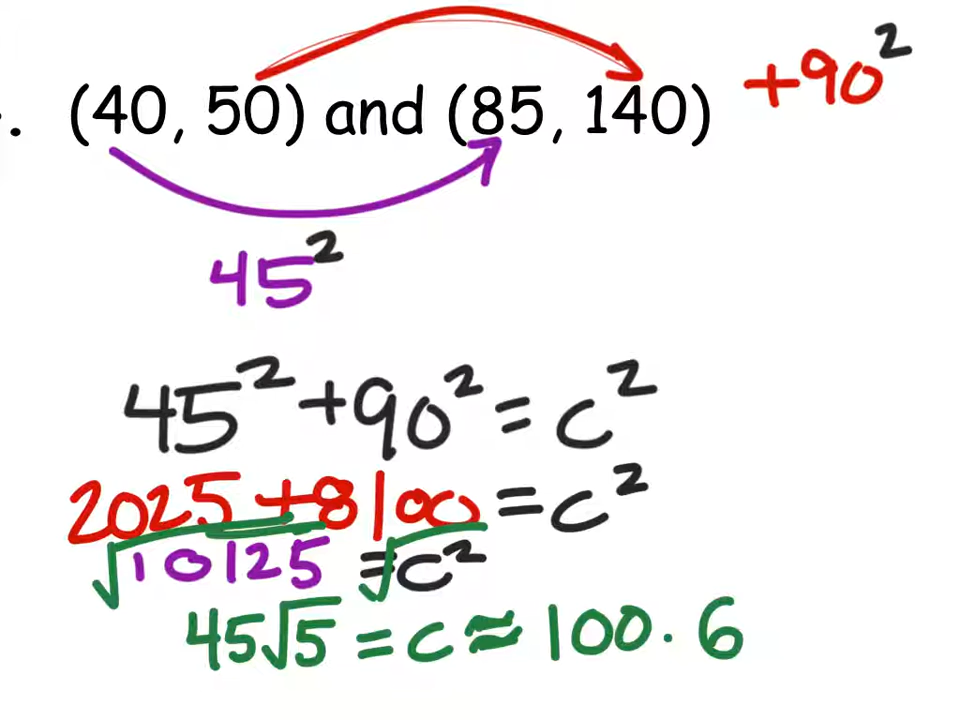 . (40, 50) and (85, 140) +90²
45²
45² +90² = c²
2025 +8100 = c²
√10125 = √c²
45√5 = c ≈ 100.6